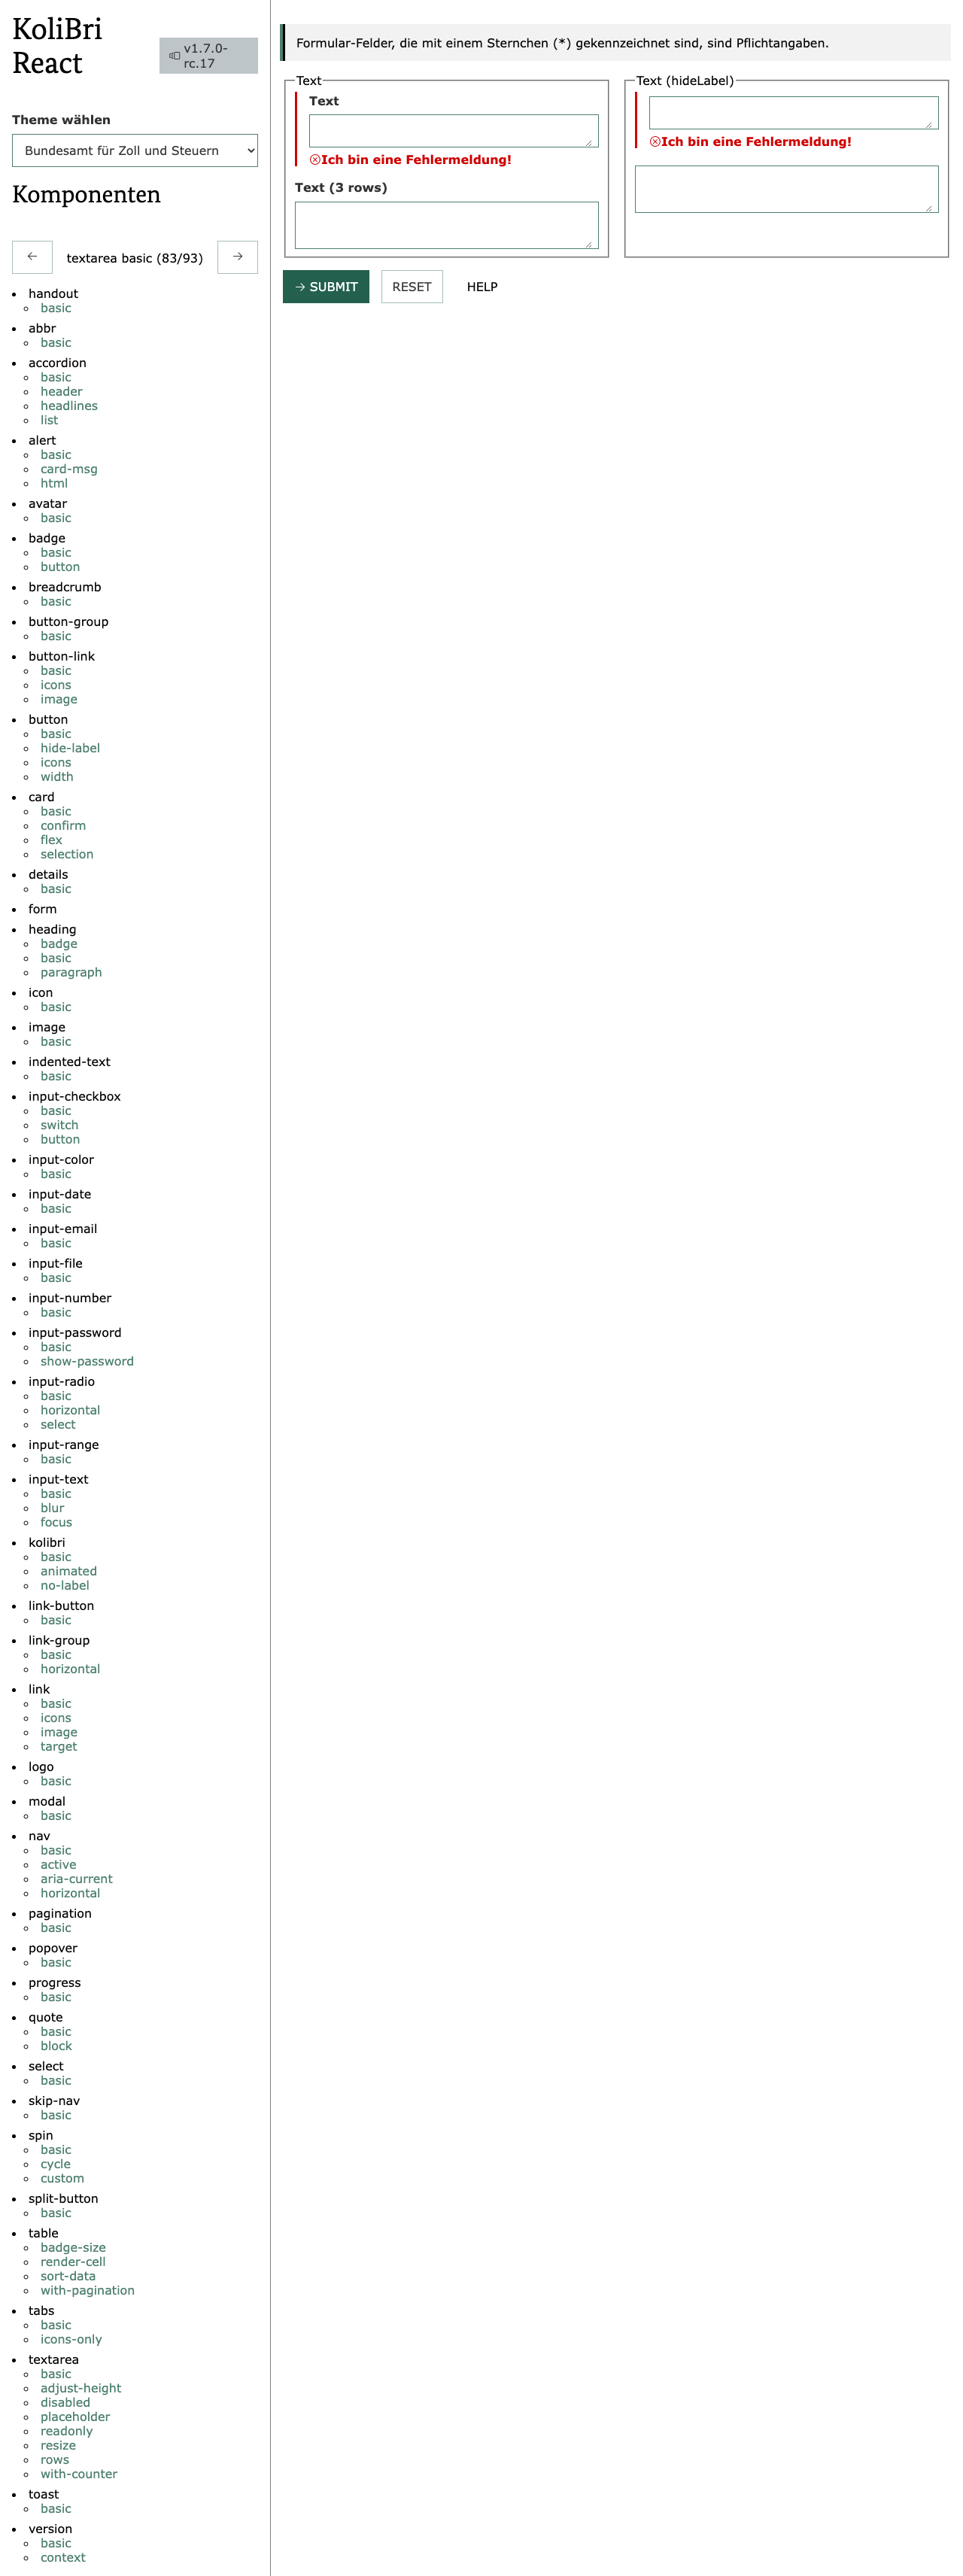 KoliBri
React
v1.7.0-
rc.17
Theme wählen
Bundesamt für Zoll und Steuern
Komponenten
textarea basic (83/93)
handout
basic
abbr
basic
accordion
basic
header
headlines
list
alert
basic
card-msg
html
avatar
basic
badge
basic
button
breadcrumb
basic
button-group
basic
button-link
basic
icons
image
button
basic
hide-label
icons
width
card
basic
confirm
flex
selection
details
basic
form
heading
badge
basic
paragraph
icon
basic
image
basic
indented-text
basic
input-checkbox
basic
switch
button
input-color
basic
input-date
basic
input-email
basic
input-file
basic
input-number
basic
input-password
basic
show-password
input-radio
basic
horizontal
select
input-range
basic
input-text
basic
blur
focus
kolibri
basic
animated
no-label
link-button
basic
link-group
basic
horizontal
link
basic
icons
image
target
logo
basic
modal
basic
nav
basic
active
aria-current
horizontal
pagination
basic
popover
basic
progress
basic
quote
basic
block
select
basic
skip-nav
basic
spin
basic
cycle
custom
split-button
basic
table
badge-size
render-cell
sort-data
with-pagination
tabs
basic
icons-only
textarea
basic
adjust-height
disabled
placeholder
readonly
resize
rows
with-counter
toast
basic
version
basic
context
Formular-Felder, die mit einem Sternchen (*) gekennzeichnet sind, sind Pflichtangaben.
Text
Text
Ich bin eine Fehlermeldung!
Text (3 rows)
Text (hideLabel)
Ich bin eine Fehlermeldung!
SUBMIT
RESET
HELP